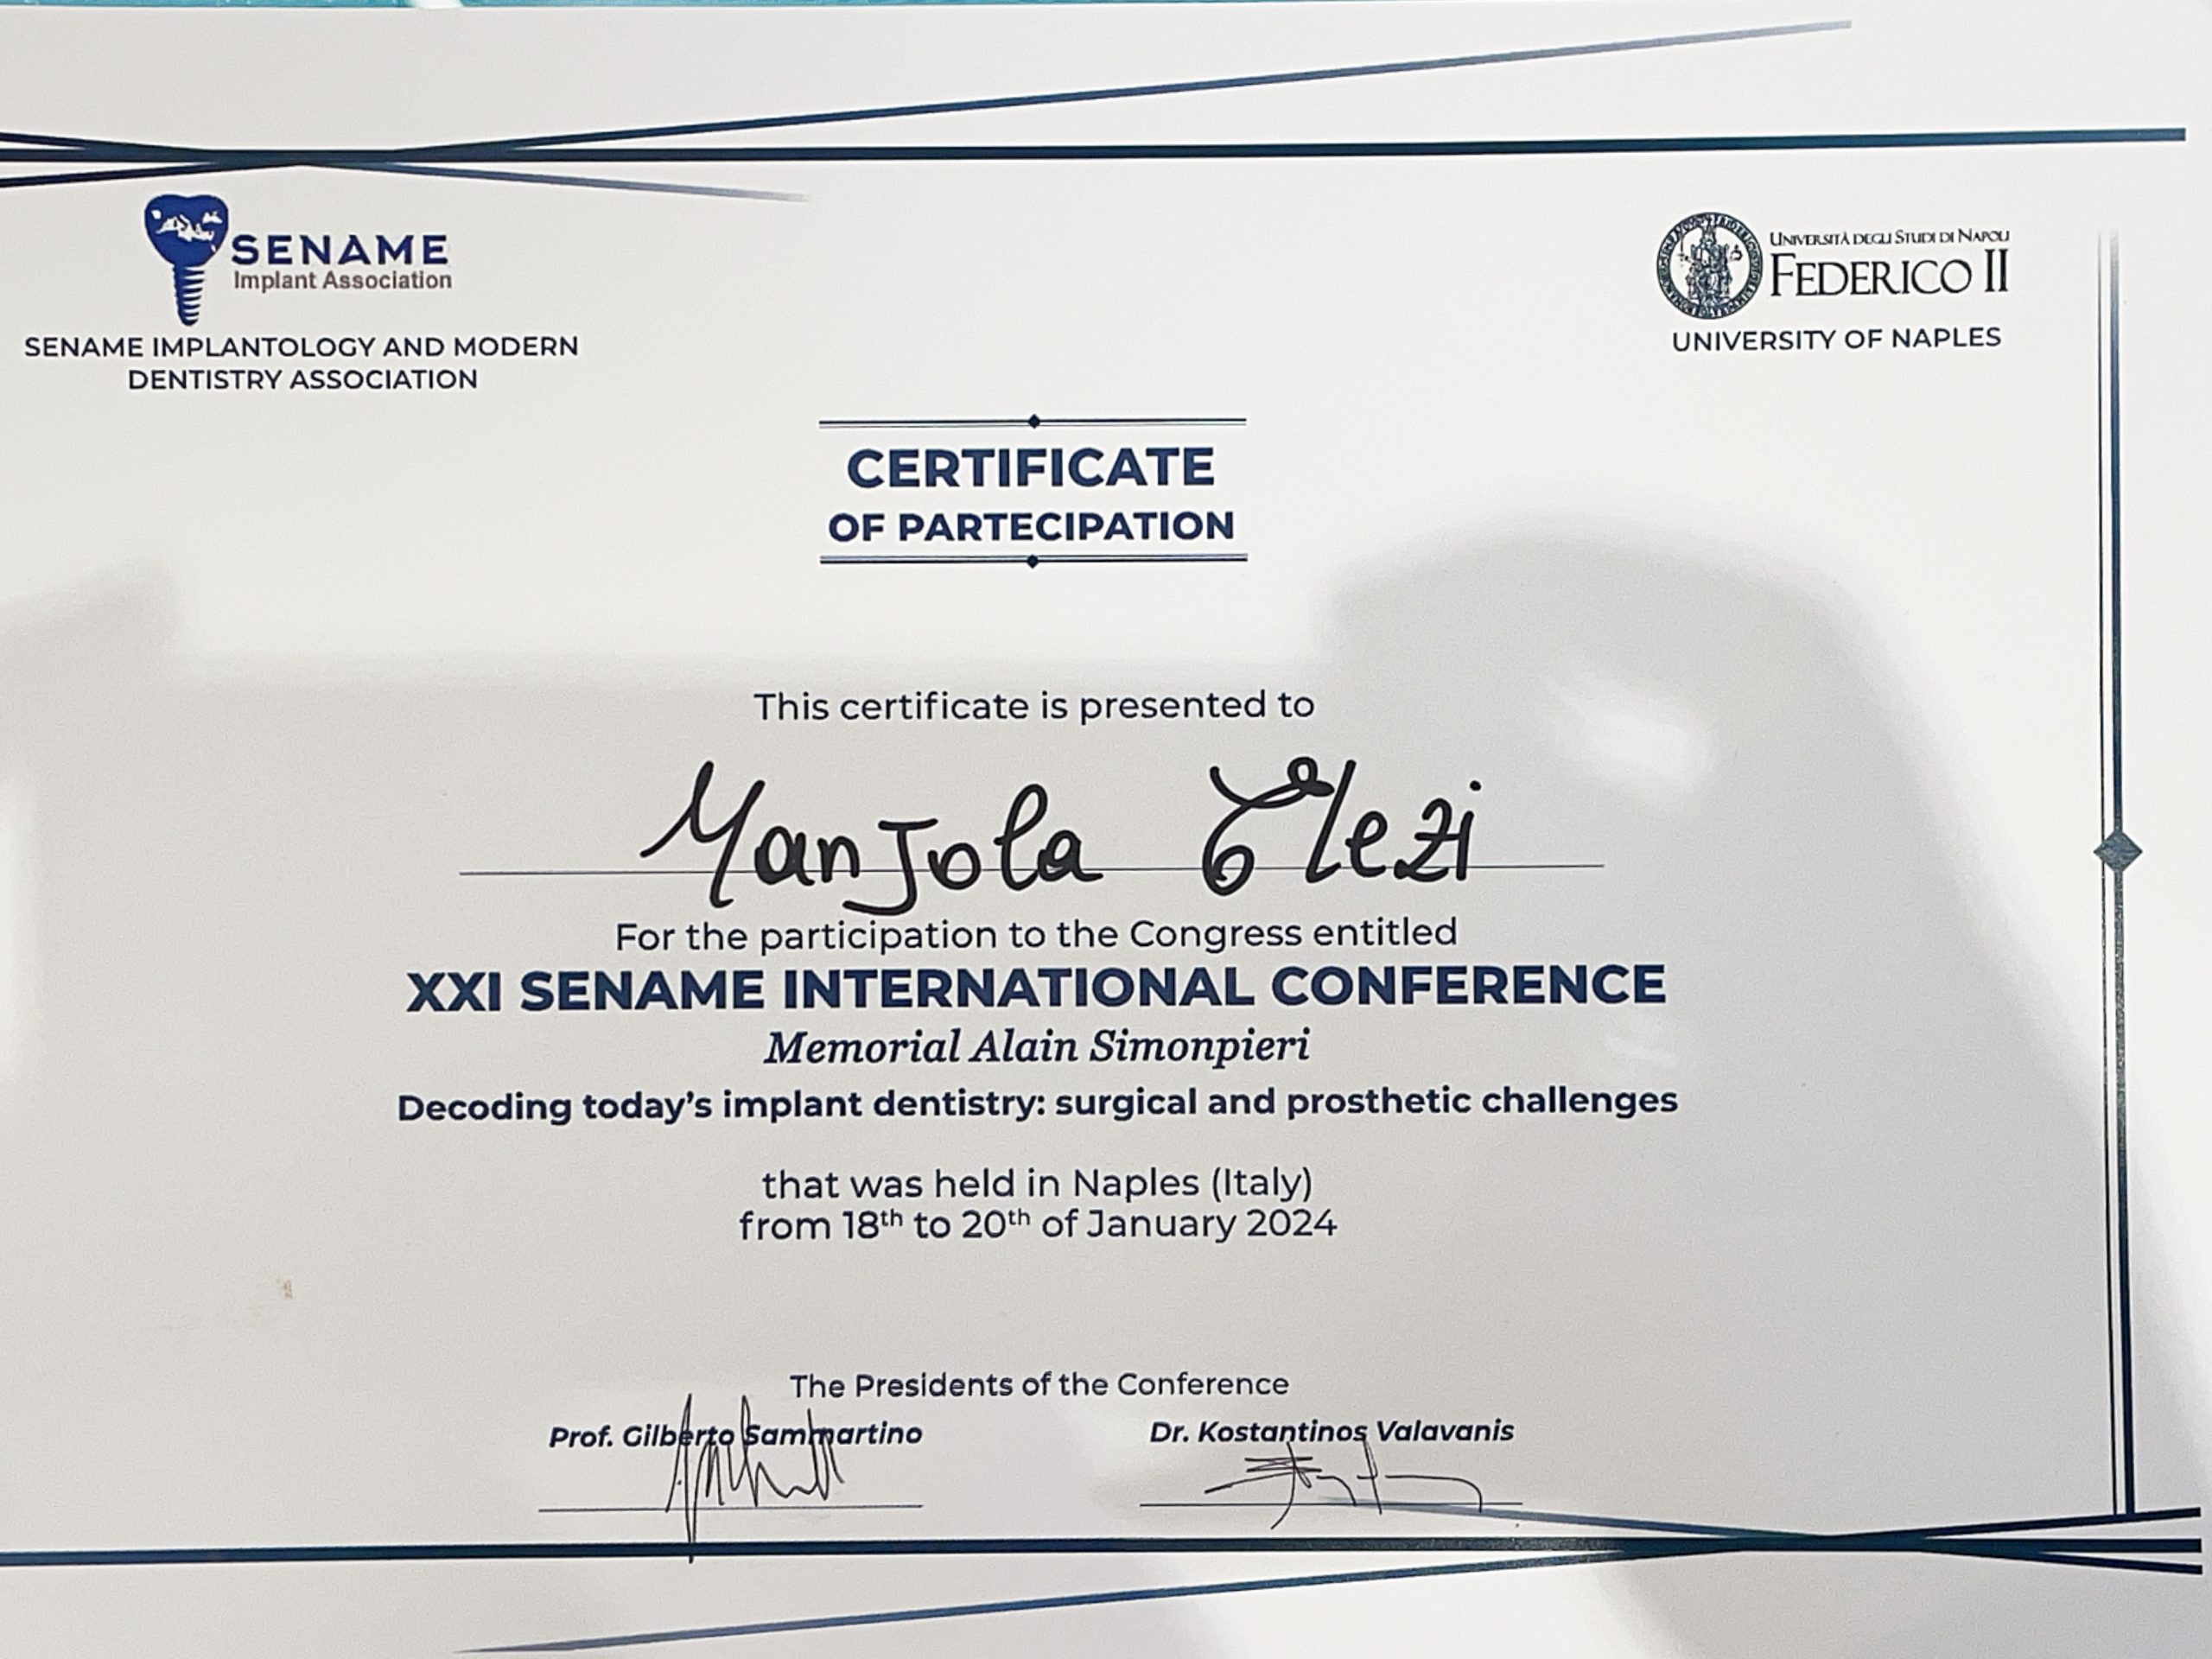 SENAME
Implant Association
SENAME IMPLANTOLOGY AND MODERN
DENTISTRY ASSOCIATION
UNIVERSITÀ DEGLI STUDI DI NAPOLI
FEDERICO II
UNIVERSITY OF NAPLES
CERTIFICATE
OF PARTECIPATION
This certificate is presented to
Manjola Elezi
For the participation to the Congress entitled
XXI SENAME INTERNATIONAL CONFERENCE
Memorial Alain Simonpieri
Decoding today's implant dentistry: surgical and prosthetic challenges
that was held in Naples (Italy)
from 18th to 20th of January 2024
The Presidents of the Conference
Prof. Gilberto Sammartino
Dr. Kostantinos Valavanis